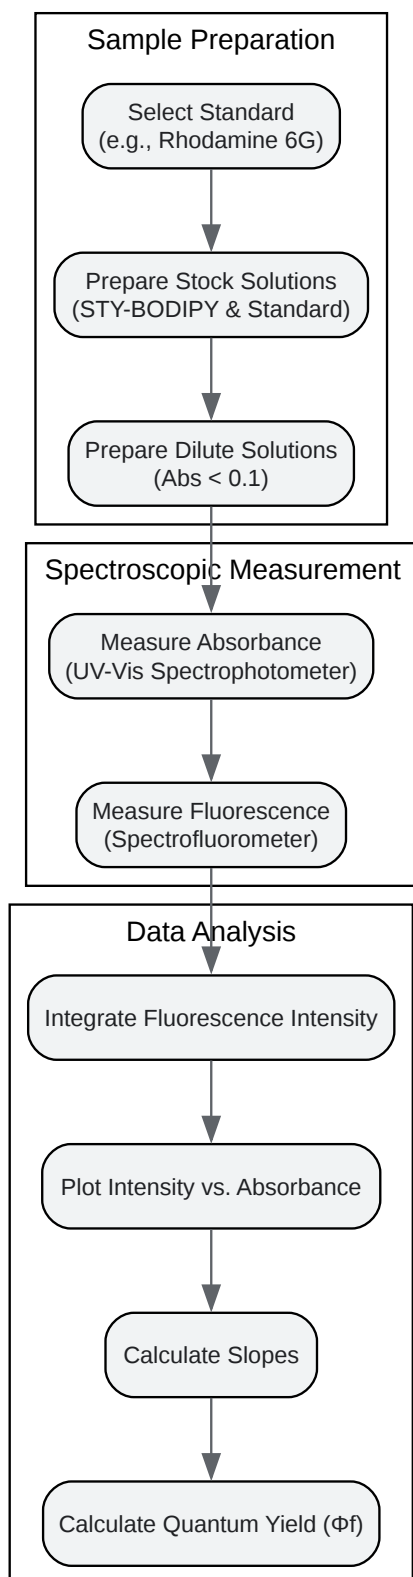 Sample Preparation
Select Standard
(e.g., Rhodamine 6G)
Prepare Stock Solutions
(STY-BODIPY & Standard)
Prepare Dilute Solutions
(Abs < 0.1)
Spectroscopic Measurement
Measure Absorbance
(UV-Vis Spectrophotometer)
Measure Fluorescence
(Spectrofluorometer)
Data Analysis
Integrate Fluorescence Intensity
Plot Intensity vs. Absorbance
Calculate Slopes
Calculate Quantum Yield (Φf)